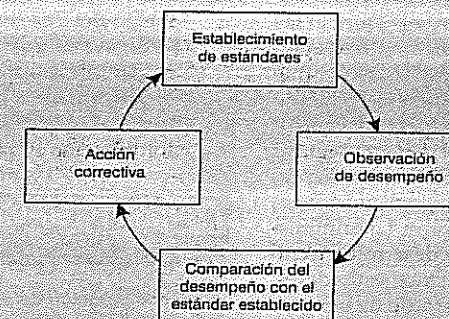 Establecimiento
de estándares
Observación
de desempeño
Comparación del
desempeño con el
estándar establecido
Acción
correctiva